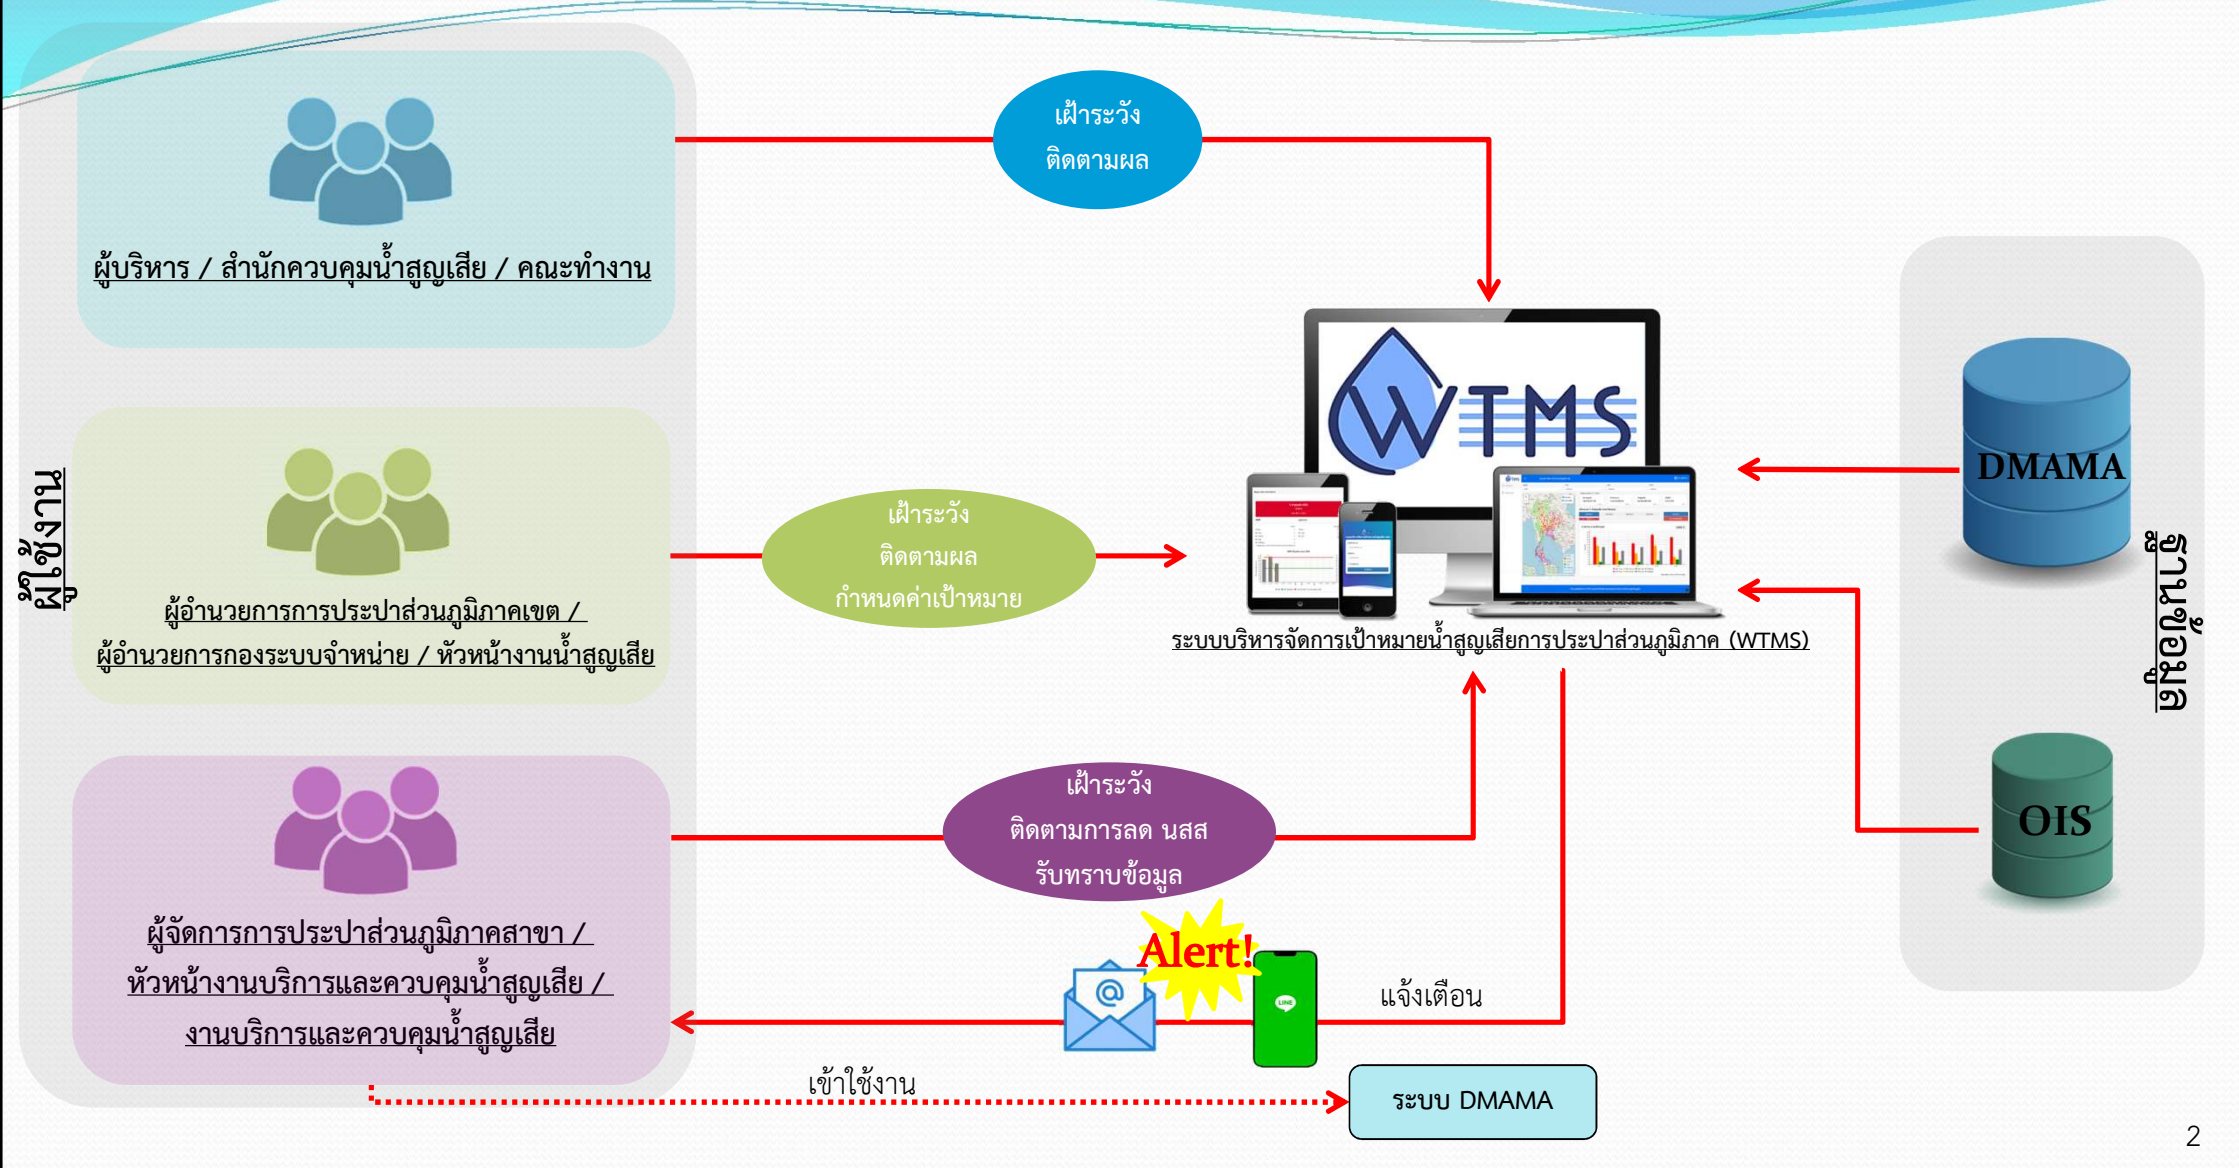 เฝ้าระวัง
ติดตามผล
ผู้บริหาร / สำนักควบคุมน้ำสูญเสีย / คณะทำงาน
ผู้ใช้งาน
เฝ้าระวัง
ติดตามผล
กำหนดค่าเป้าหมาย
ผู้อำนวยการการประปาส่วนภูมิภาคเขต /
ผู้อำนวยการกองระบบจำหน่าย / หัวหน้างานน้ำสูญเสีย
WTMS
ระบบบริหารจัดการเป้าหมายน้ำสูญเสียการประปาส่วนภูมิภาค (WTMS)
DMAMA
ฐานข้อมูล
OIS
เฝ้าระวัง
ติดตามการลด นสส
รับทราบข้อมูล
ผู้จัดการการประปาส่วนภูมิภาคสาขา /
หัวหน้างานบริการและควบคุมน้ำสูญเสีย /
งานบริการและควบคุมน้ำสูญเสีย
Alert!
@
LINE
แจ้งเตือน
เข้าใช้งาน
ระบบ DMAMA
2